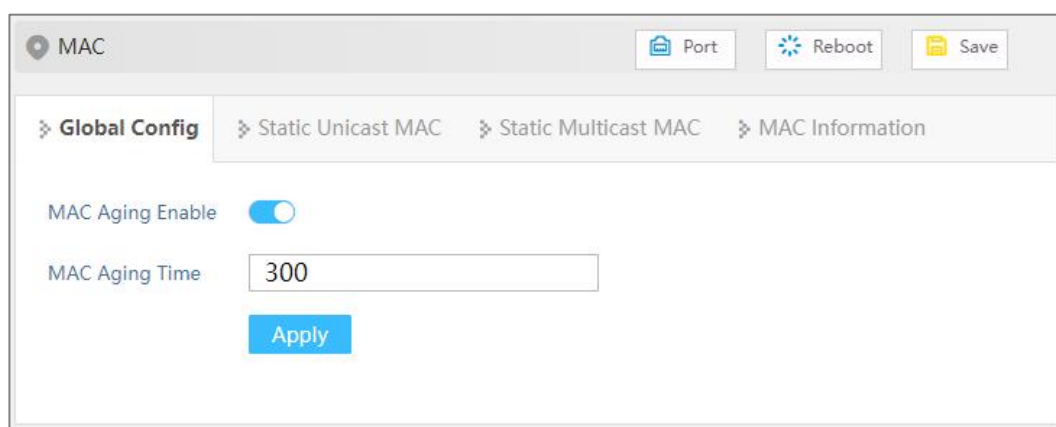 MAC Port Reboot Save
Global Config Static Unicast MAC Static Multicast MAC MAC Information
MAC Aging Enable
MAC Aging Time 300
Apply